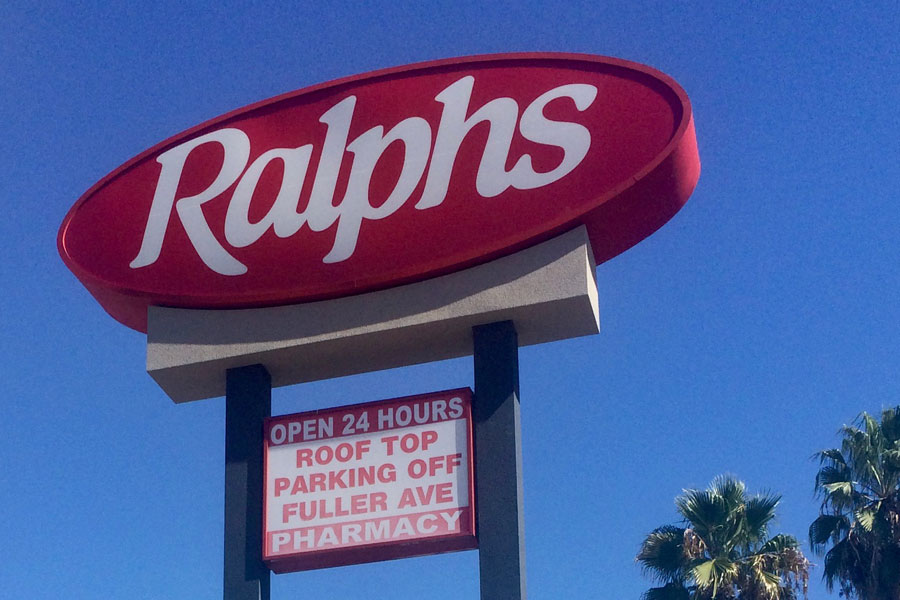 Ralphs
OPEN 24 HOURS
ROOF TOP
PARKING OFF
FULLER AVE
PHARMACY